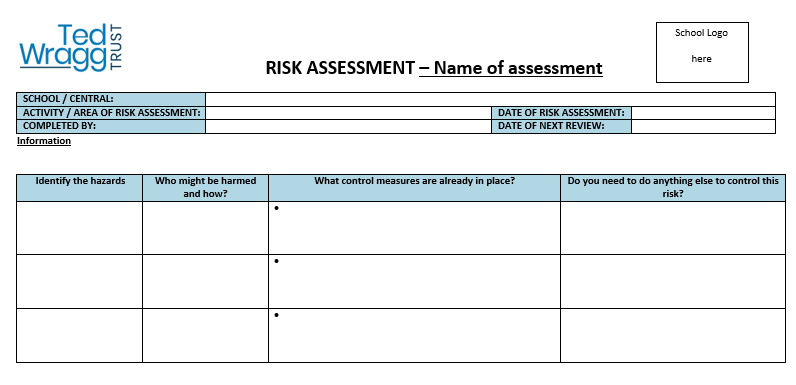 Ted
Wragg
TRUST
School Logo
here
RISK ASSESSMENT – Name of assessment
SCHOOL / CENTRAL:
ACTIVITY / AREA OF RISK ASSESSMENT:
DATE OF RISK ASSESSMENT:
COMPLETED BY:
DATE OF NEXT REVIEW:
Information
Identify the hazards
Who might be harmed
and how?
What control measures are already in place?
Do you need to do anything else to control this
risk?
•
•
•